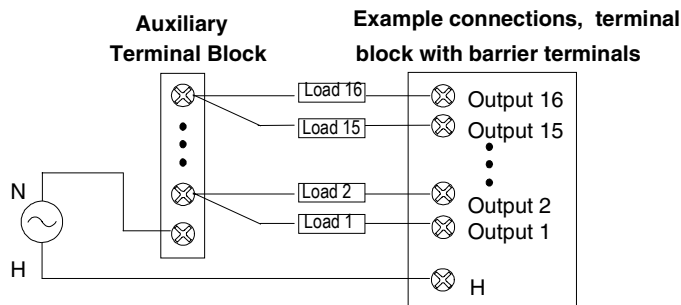 Auxiliary
Terminal Block
Example connections, terminal
block with barrier terminals
Load 16
Output 16
Load 15
Output 15
Load 2
Output 2
Load 1
Output 1
N
H
H